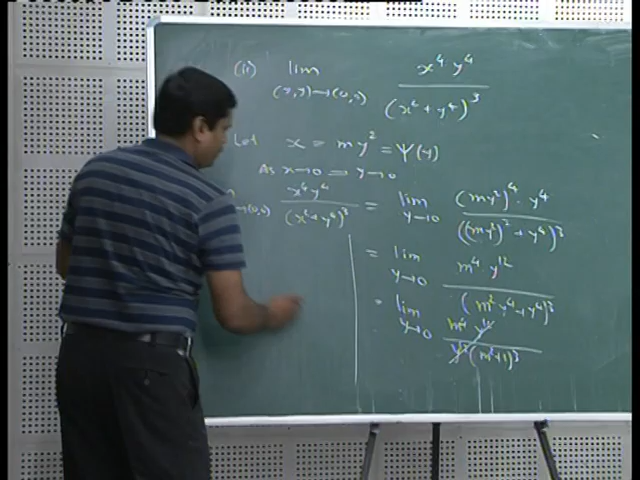 (ii) lim (x,y)→(0,0) x⁴ y⁴ / (x² + y⁴)³
Let x = my² = Ψ(y)
As x→0 ⇒ y→0
→(0,0) x⁴y⁴ / (x²+y⁴)³ = lim y→0 (my²)⁴ · y⁴ / ((my²)² + y⁴)³
= lim y→0 m⁴ y¹² / (m² y⁴ + y⁴)³
= lim y→0 m⁴ y¹² / y¹² (m²+1)³